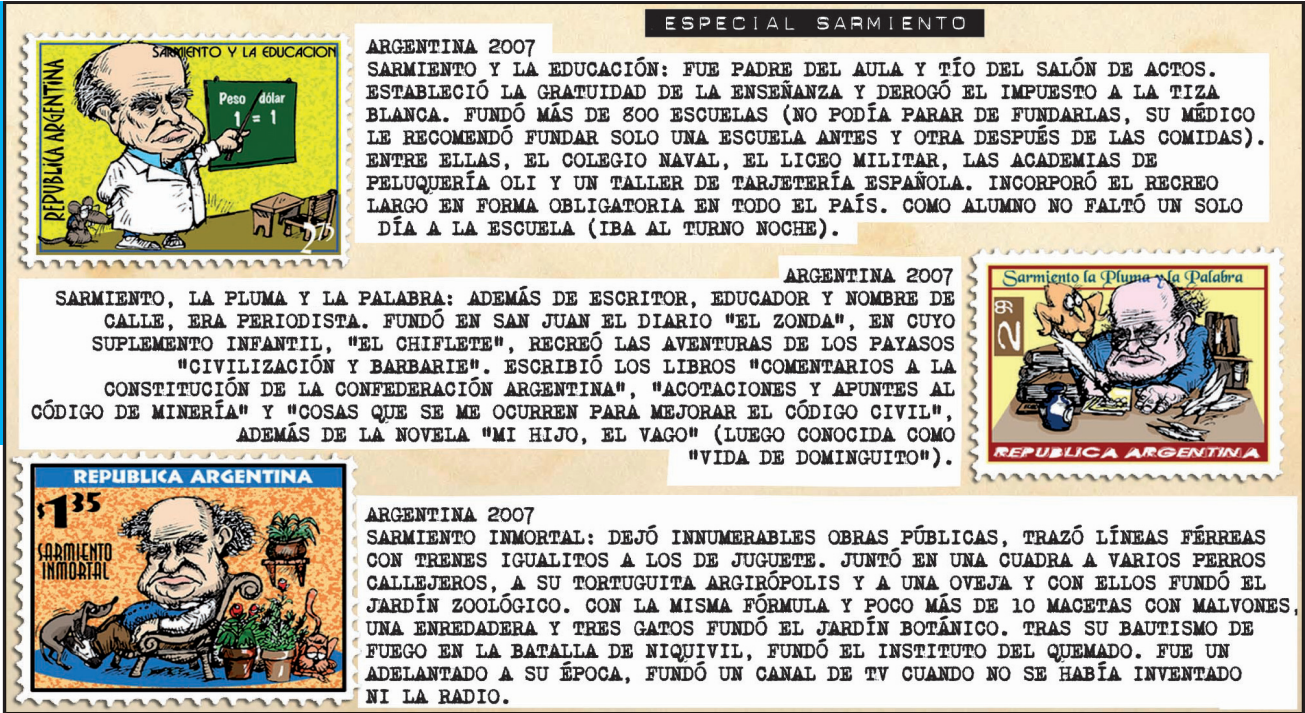 ESPECIAL SARMIENTO
SARMIENTO Y LA EDUCACION
REPVBLICA ARGENTINA
Peso dólar
1 = 1
2 75
ARGENTINA 2007
SARMIENTO Y LA EDUCACIÓN: FUE PADRE DEL AULA Y TÍO DEL SALÓN DE ACTOS.
ESTABLECIÓ LA GRATUIDAD DE LA ENSEÑANZA Y DEROGÓ EL IMPUESTO A LA TIZA
BLANCA. FUNDÓ MÁS DE 800 ESCUELAS (NO PODÍA PARAR DE FUNDARLAS, SU MÉDICO
LE RECOMENDÓ FUNDAR SOLO UNA ESCUELA ANTES Y OTRA DESPUÉS DE LAS COMIDAS).
ENTRE ELLAS, EL COLEGIO NAVAL, EL LICEO MILITAR, LAS ACADEMIAS DE
PELUQUERÍA OLI Y UN TALLER DE TARJETERÍA ESPAÑOLA. INCORPORÓ EL RECREO
LARGO EN FORMA OBLIGATORIA EN TODO EL PAÍS. COMO ALUMNO NO FALTÓ UN SOLO
DÍA A LA ESCUELA (IBA AL TURNO NOCHE).
ARGENTINA 2007
SARMIENTO, LA PLUMA Y LA PALABRA: ADEMÁS DE ESCRITOR, EDUCADOR Y NOMBRE DE
CALLE, ERA PERIODISTA. FUNDÓ EN SAN JUAN EL DIARIO "EL ZONDA", EN CUYO
SUPLEMENTO INFANTIL, "EL CHIFLETE", RECREÓ LAS AVENTURAS DE LOS PAYASOS
"CIVILIZACIÓN Y BARBARIE". ESCRIBIÓ LOS LIBROS "COMENTARIOS A LA
CONSTITUCIÓN DE LA CONFEDERACIÓN ARGENTINA", "ACOTACIONES Y APUNTES AL
CÓDIGO DE MINERÍA" Y "COSAS QUE SE ME OCURREN PARA MEJORAR EL CÓDIGO CIVIL",
ADEMÁS DE LA NOVELA "MI HIJO, EL VAGO" (LUEGO CONOCIDA COMO
"VIDA DE DOMINGUITO").
Sarmiento la Pluma y la Palabra
2 89
REPUBLICA ARGENTINA
REPUBLICA ARGENTINA
$1 35
SARMIENTO
INMORTAL
ARGENTINA 2007
SARMIENTO INMORTAL: DEJÓ INNUMERABLES OBRAS PÚBLICAS, TRAZÓ LÍNEAS FÉRREAS
CON TRENES IGUALITOS A LOS DE JUGUETE. JUNTÓ EN UNA CUADRA A VARIOS PERROS
CALLEJEROS, A SU TORTUGUITA ARGIRÓPOLIS Y A UNA OVEJA Y CON ELLOS FUNDÓ EL
JARDÍN ZOOLÓGICO. CON LA MISMA FÓRMULA Y POCO MÁS DE 10 MACETAS CON MALVONES,
UNA ENREDADERA Y TRES GATOS FUNDÓ EL JARDÍN BOTÁNICO. TRAS SU BAUTISMO DE
FUEGO EN LA BATALLA DE NIQUIVIL, FUNDÓ EL INSTITUTO DEL QUEMADO. FUE UN
ADELANTADO A SU ÉPOCA, FUNDÓ UN CANAL DE TV CUANDO NO SE HABÍA INVENTADO
NI LA RADIO.